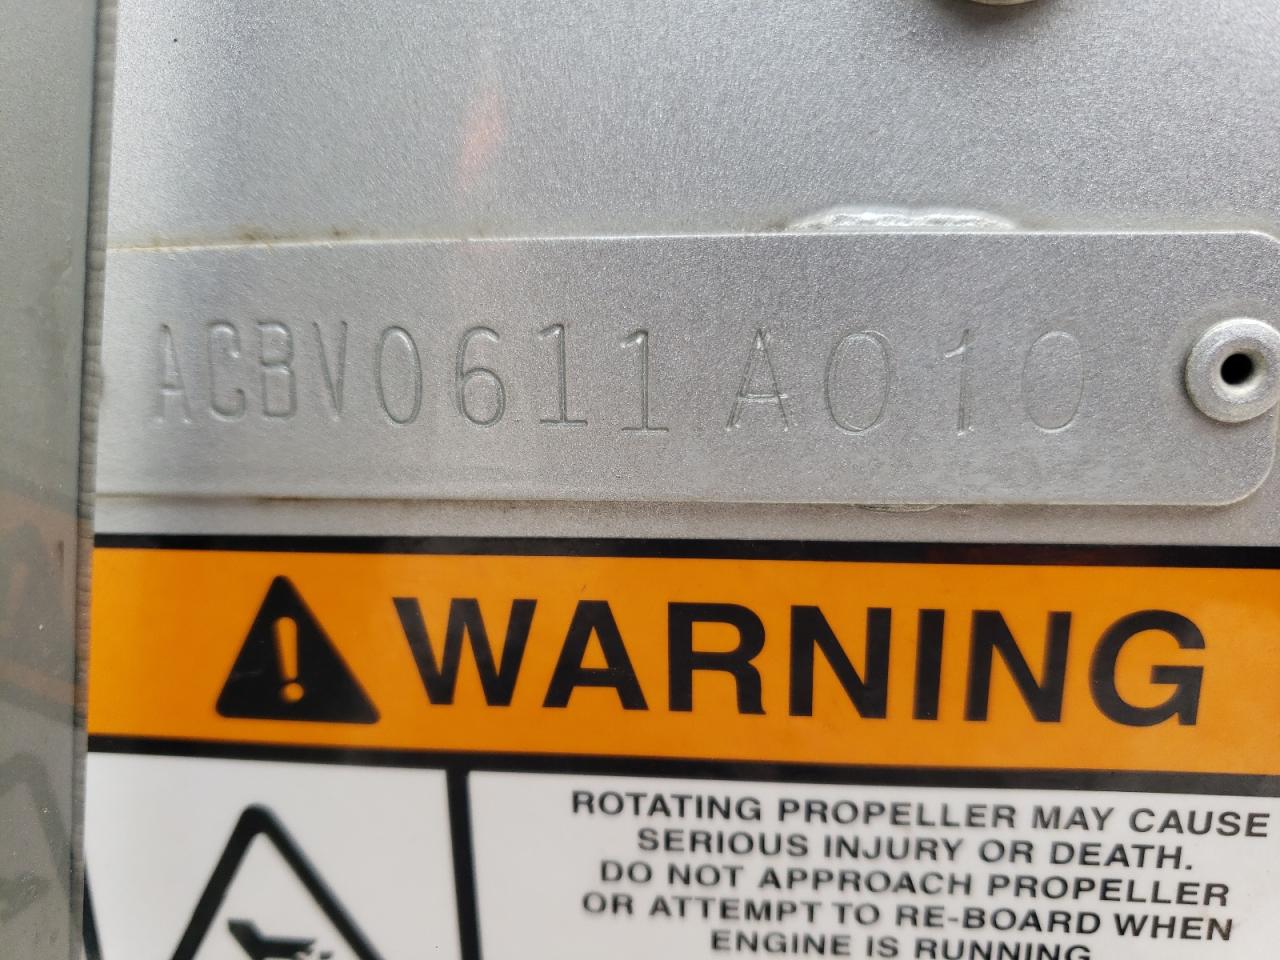 ACBV0611A010
WARNING
ROTATING PROPELLER MAY CAUSE
SERIOUS INJURY OR DEATH.
DO NOT APPROACH PROPELLER
OR ATTEMPT TO RE-BOARD WHEN
ENGINE IS RUNNING.